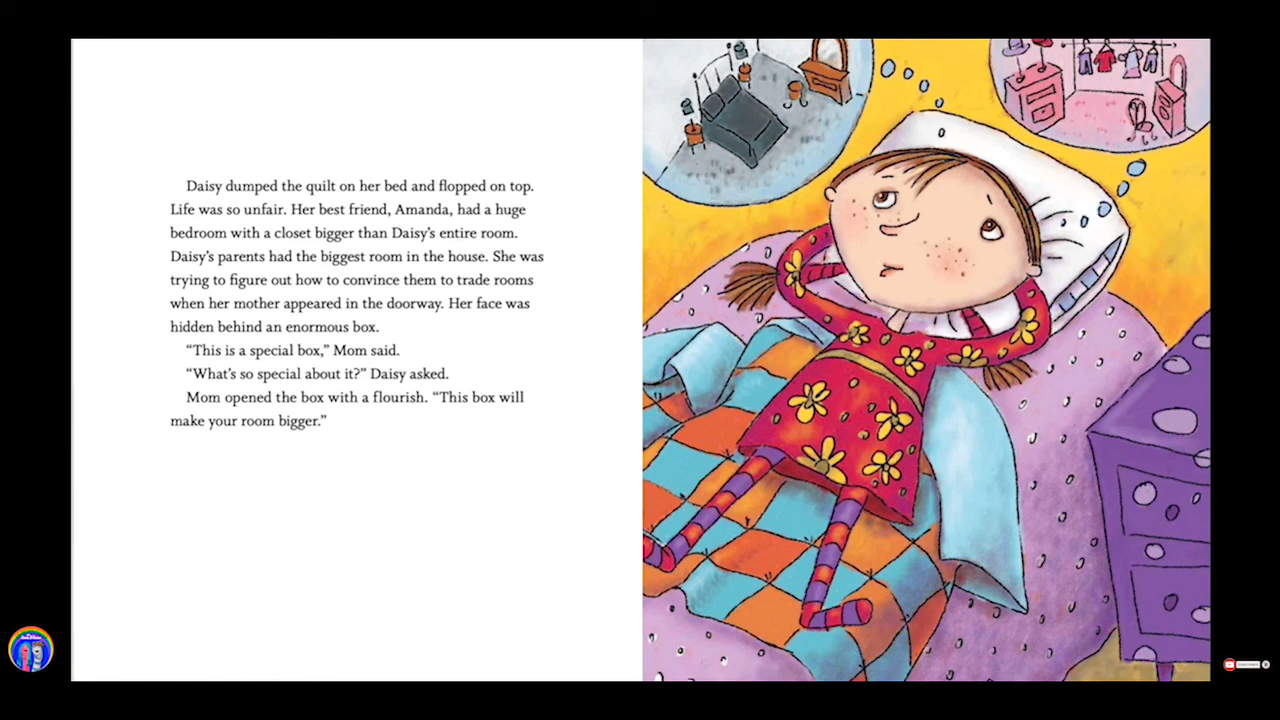 Daisy dumped the quilt on her bed and flopped on top.
Life was so unfair. Her best friend, Amanda, had a huge
bedroom with a closet bigger than Daisy’s entire room.
Daisy’s parents had the biggest room in the house. She was
trying to figure out how to convince them to trade rooms
when her mother appeared in the doorway. Her face was
hidden behind an enormous box.
“This is a special box,” Mom said.
“What’s so special about it?” Daisy asked.
Mom opened the box with a flourish. “This box will
make your room bigger.”